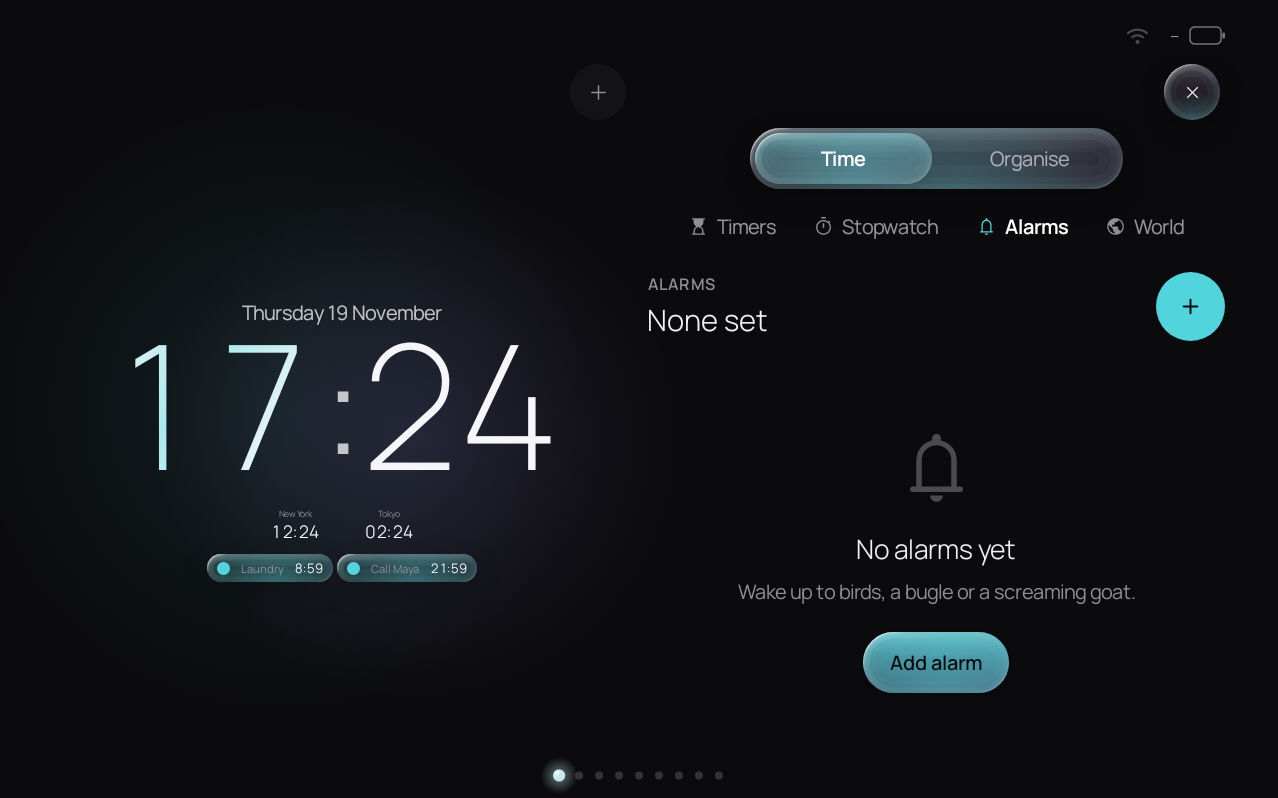 Time
Organise
Timers
Stopwatch
Alarms
World
ALARMS
None set
Thursday 19 November
17:24
New York
Tokyo
12:24
02:24
Laundry 8:59
Call Maya 21:59
No alarms yet
Wake up to birds, a bugle or a screaming goat.
Add alarm